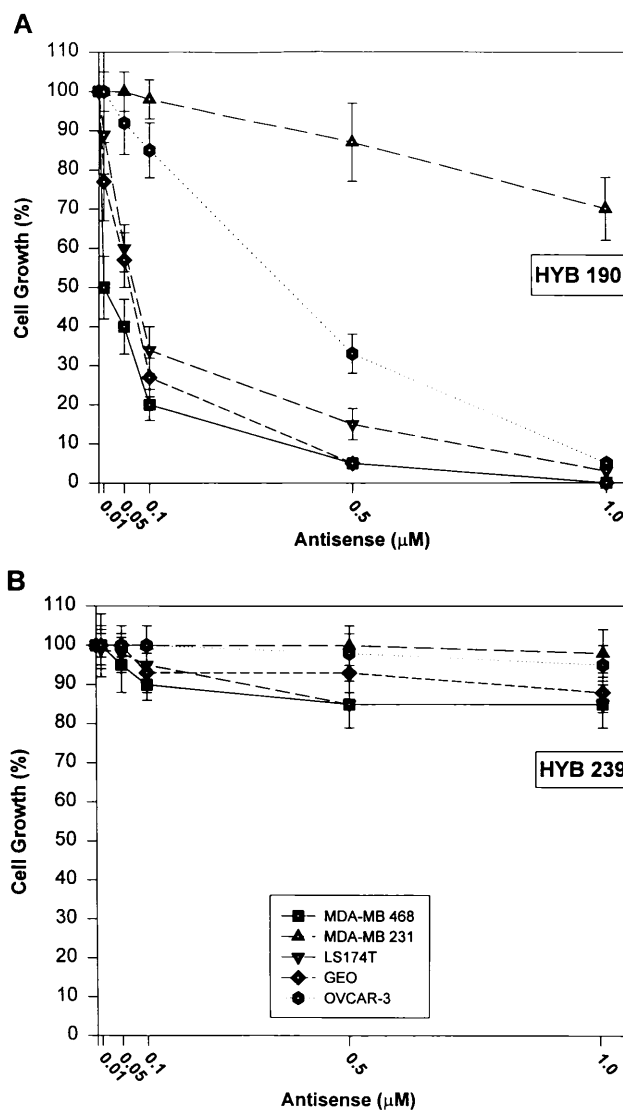 A
110
100
90
80
70
60
50
40
30
20
10
0
Cell Growth (%)
HYB 190
0.01
0.05
0.1
0.5
1.0
Antisense (μM)
B
110
100
90
80
70
60
50
40
30
20
10
0
Cell Growth (%)
HYB 239
MDA-MB 468
MDA-MB 231
LS174T
GEO
OVCAR-3
0.01
0.05
0.1
0.5
1.0
Antisense (μM)